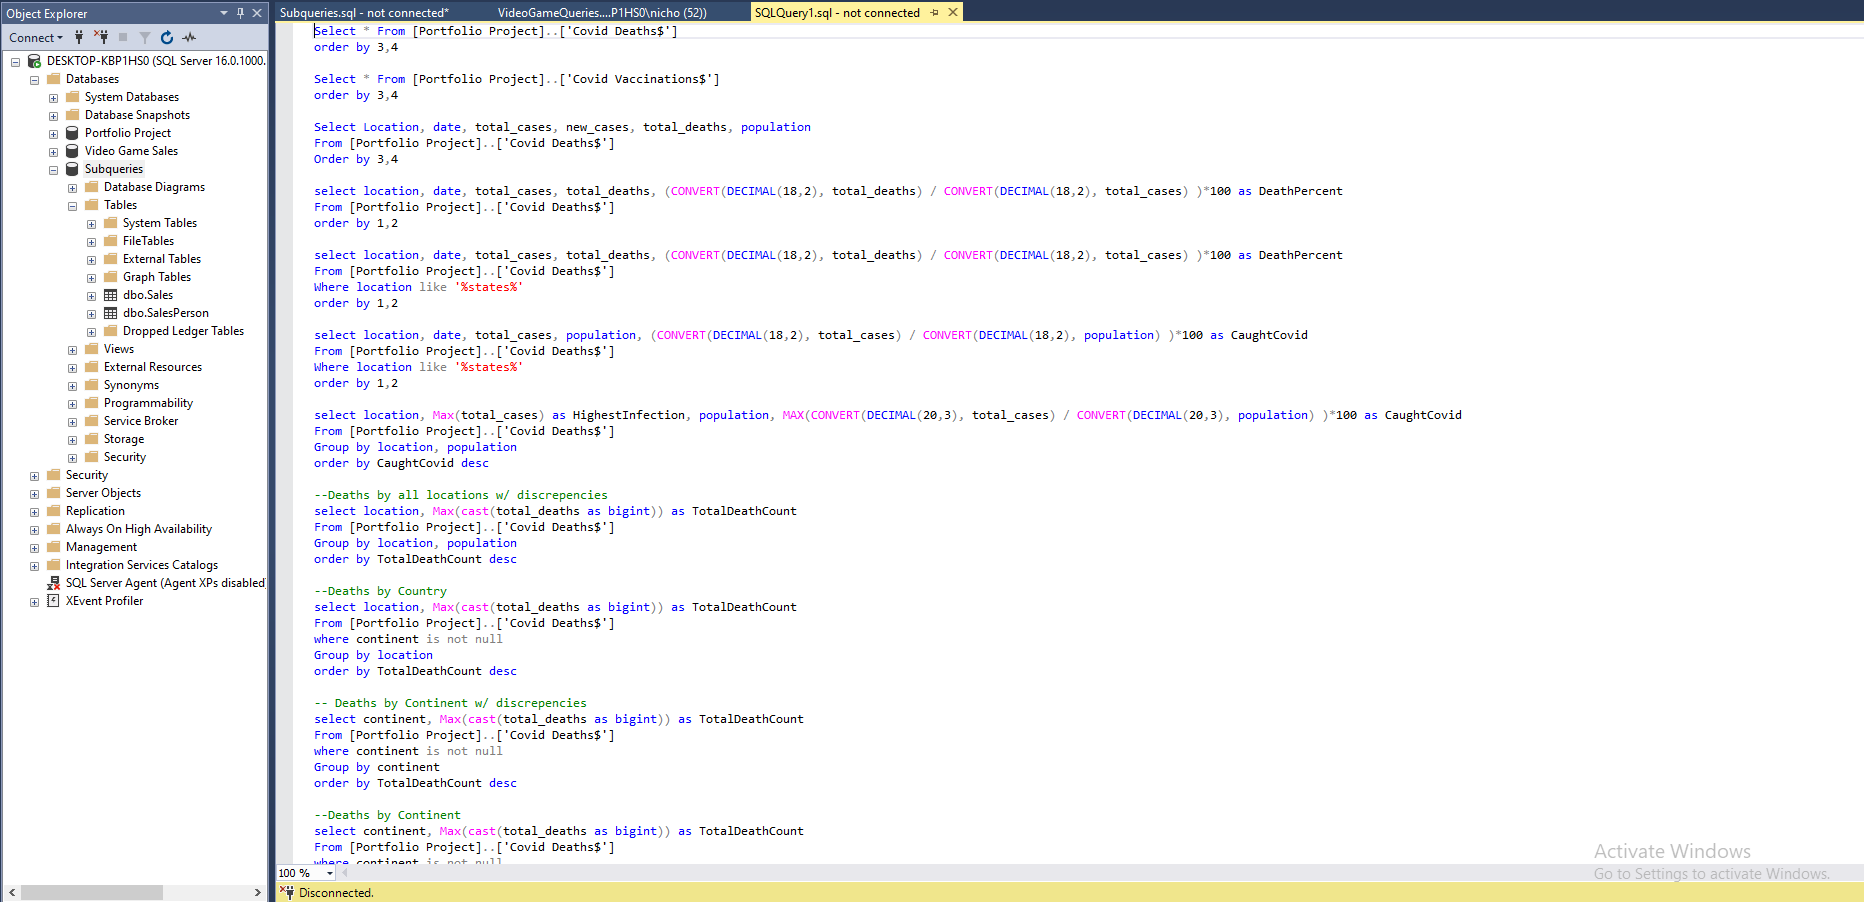 Object Explorer
Connect
DESKTOP-KBP1HS0 (SQL Server 16.0.1000.
Databases
System Databases
Database Snapshots
Portfolio Project
Video Game Sales
Subqueries
Database Diagrams
Tables
System Tables
FileTables
External Tables
Graph Tables
dbo.Sales
dbo.SalesPerson
Dropped Ledger Tables
Views
External Resources
Synonyms
Programmability
Service Broker
Storage
Security
Security
Server Objects
Replication
Always On High Availability
Management
Integration Services Catalogs
SQL Server Agent (Agent XPs disabled
XEvent Profiler
Subqueries.sql - not connected*
VideoGameQueries....P1HS0\nicho (52))
SQLQuery1.sql - not connected
Select * From [Portfolio Project]..['Covid Deaths$']
order by 3,4
Select * From [Portfolio Project]..['Covid Vaccinations$']
order by 3,4
Select Location, date, total_cases, new_cases, total_deaths, population
From [Portfolio Project]..['Covid Deaths$']
Order by 3,4
select location, date, total_cases, total_deaths, (CONVERT(DECIMAL(18,2), total_deaths) / CONVERT(DECIMAL(18,2), total_cases) )*100 as DeathPercent
From [Portfolio Project]..['Covid Deaths$']
order by 1,2
select location, date, total_cases, total_deaths, (CONVERT(DECIMAL(18,2), total_deaths) / CONVERT(DECIMAL(18,2), total_cases) )*100 as DeathPercent
From [Portfolio Project]..['Covid Deaths$']
Where location like '%states%'
order by 1,2
select location, date, total_cases, population, (CONVERT(DECIMAL(18,2), total_cases) / CONVERT(DECIMAL(18,2), population) )*100 as CaughtCovid
From [Portfolio Project]..['Covid Deaths$']
Where location like '%states%'
order by 1,2
select location, Max(total_cases) as HighestInfection, population, MAX(CONVERT(DECIMAL(20,3), total_cases) / CONVERT(DECIMAL(20,3), population) )*100 as CaughtCovid
From [Portfolio Project]..['Covid Deaths$']
Group by location, population
order by CaughtCovid desc
--Deaths by all locations w/ discrepencies
select location, Max(cast(total_deaths as bigint)) as TotalDeathCount
From [Portfolio Project]..['Covid Deaths$']
Group by location, population
order by TotalDeathCount desc
--Deaths by Country
select location, Max(cast(total_deaths as bigint)) as TotalDeathCount
From [Portfolio Project]..['Covid Deaths$']
where continent is not null
Group by location
order by TotalDeathCount desc
-- Deaths by Continent w/ discrepencies
select continent, Max(cast(total_deaths as bigint)) as TotalDeathCount
From [Portfolio Project]..['Covid Deaths$']
where continent is not null
Group by continent
order by TotalDeathCount desc
--Deaths by Continent
select continent, Max(cast(total_deaths as bigint)) as TotalDeathCount
From [Portfolio Project]..['Covid Deaths$']
where continent is not null
100 %
Disconnected.
Activate Windows
Go to Settings to activate Windows.